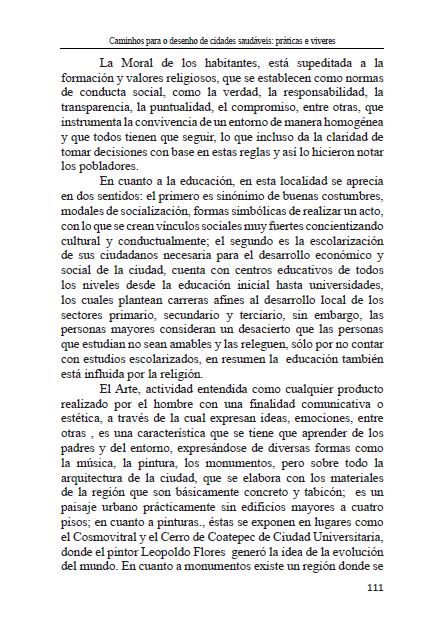 Caminhos para o desenho de cidades saudáveis: práticas e viveres
La Moral de los habitantes, está supeditada a la
formación y valores religiosos, que se establecen como normas
de conducta social, como la verdad, la responsabilidad, la
transparencia, la puntualidad, el compromiso, entre otras, que
instrumenta la convivencia de un entorno de manera homogénea
y que todos tienen que seguir, lo que incluso da la claridad de
tomar decisiones con base en estas reglas y así lo hicieron notar
los pobladores.
En cuanto a la educación, en esta localidad se aprecia
en dos sentidos: el primero es sinónimo de buenas costumbres,
modales de socialización, formas simbólicas de realizar un acto,
con lo que se crean vínculos sociales muy fuertes concientizando
cultural y conductualmente; el segundo es la escolarización
de sus ciudadanos necesaria para el desarrollo económico y
social de la ciudad, cuenta con centros educativos de todos
los niveles desde la educación inicial hasta universidades,
los cuales plantean carreras afines al desarrollo local de los
sectores primario, secundario y terciario, sin embargo, las
personas mayores consideran un desacierto que las personas
que estudian no sean amables y las releguen, sólo por no contar
con estudios escolarizados, en resumen la  educación también
está influida por la religión.
El Arte, actividad entendida como cualquier producto
realizado por el hombre con una finalidad comunicativa o
estética, a través de la cual expresan ideas, emociones, entre
otras , es una característica que se tiene que aprender de los
padres y del entorno, expresándose de diversas formas como
la música, la pintura, los monumentos, pero sobre todo la
arquitectura de la ciudad, que se elabora con los materiales
de la región que son básicamente concreto y tabicón;  es un
paisaje urbano prácticamente sin edificios mayores a cuatro
pisos; en cuanto a pinturas., éstas se exponen en lugares como
el Cosmovitral y el Cerro de Coatepec de Ciudad Universitaria,
donde el pintor Leopoldo Flores  generó la idea de la evolución
del mundo. En cuanto a monumentos existe un región donde se
111